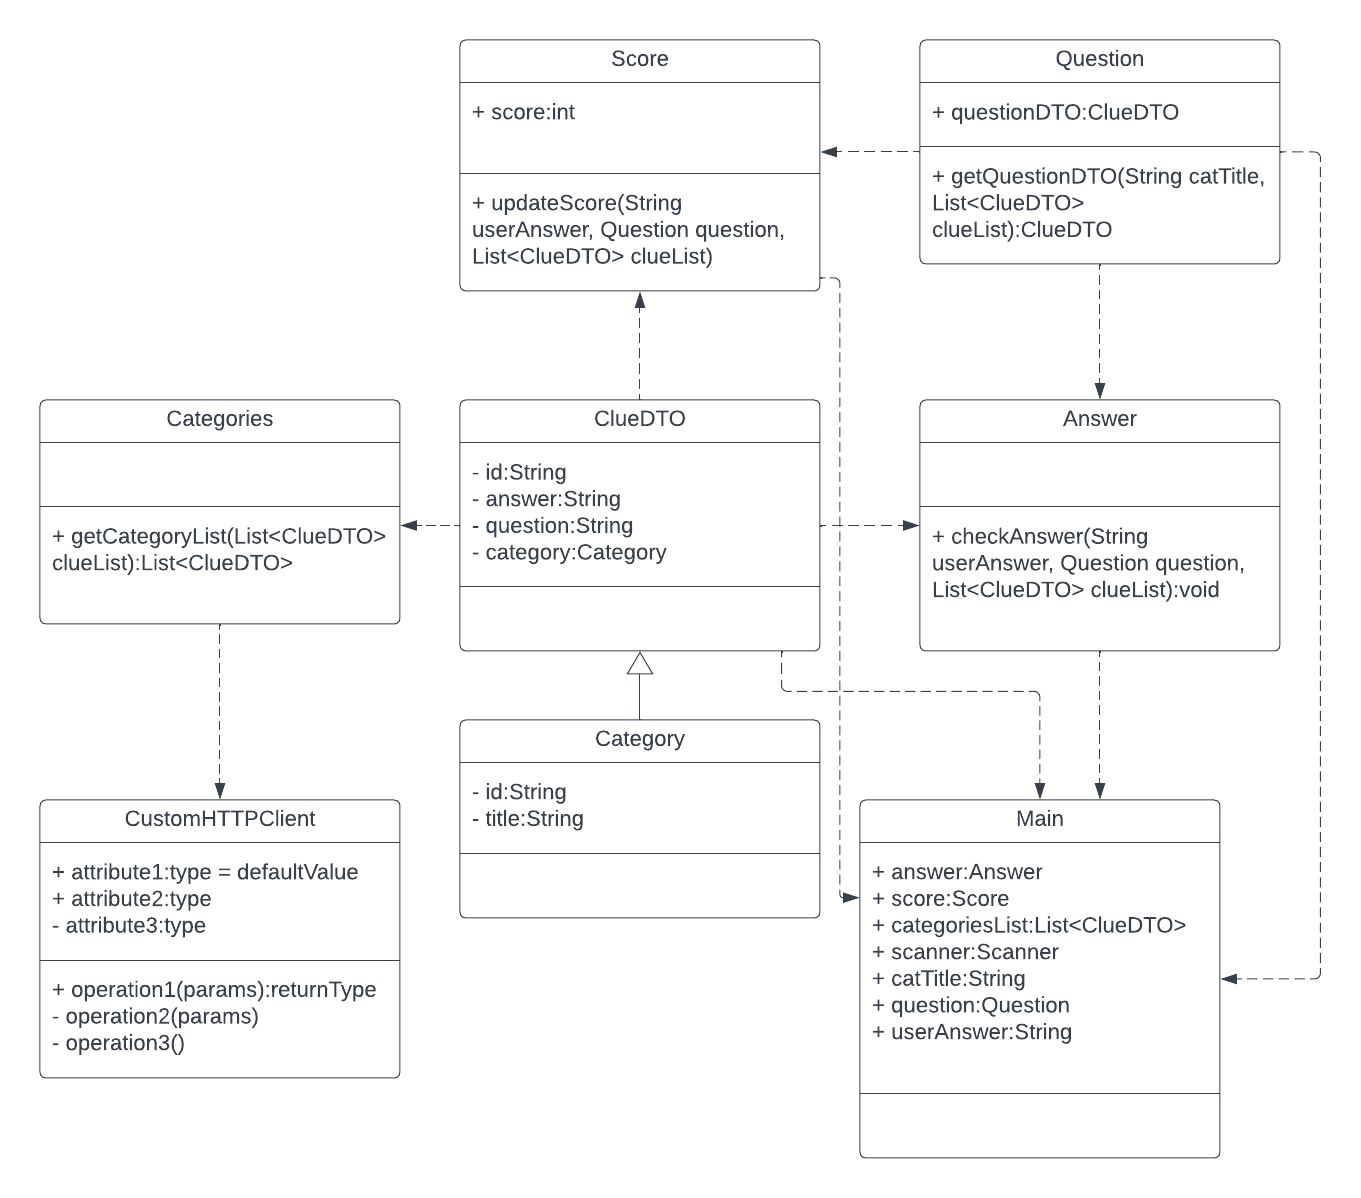 Score
+ score:int
+ updateScore(String
userAnswer, Question question,
List<ClueDTO> clueList)
Question
+ questionDTO:ClueDTO
+ getQuestionDTO(String catTitle,
List<ClueDTO>
clueList):ClueDTO
Categories
+ getCategoryList(List<ClueDTO>
clueList):List<ClueDTO>
ClueDTO
- id:String
- answer:String
- question:String
- category:Category
Answer
+ checkAnswer(String
userAnswer, Question question,
List<ClueDTO> clueList):void
Category
- id:String
- title:String
CustomHTTPClient
+ attribute1:type = defaultValue
+ attribute2:type
- attribute3:type
+ operation1(params):returnType
- operation2(params)
- operation3()
Main
+ answer:Answer
+ score:Score
+ categoriesList:List<ClueDTO>
+ scanner:Scanner
+ catTitle:String
+ question:Question
+ userAnswer:String